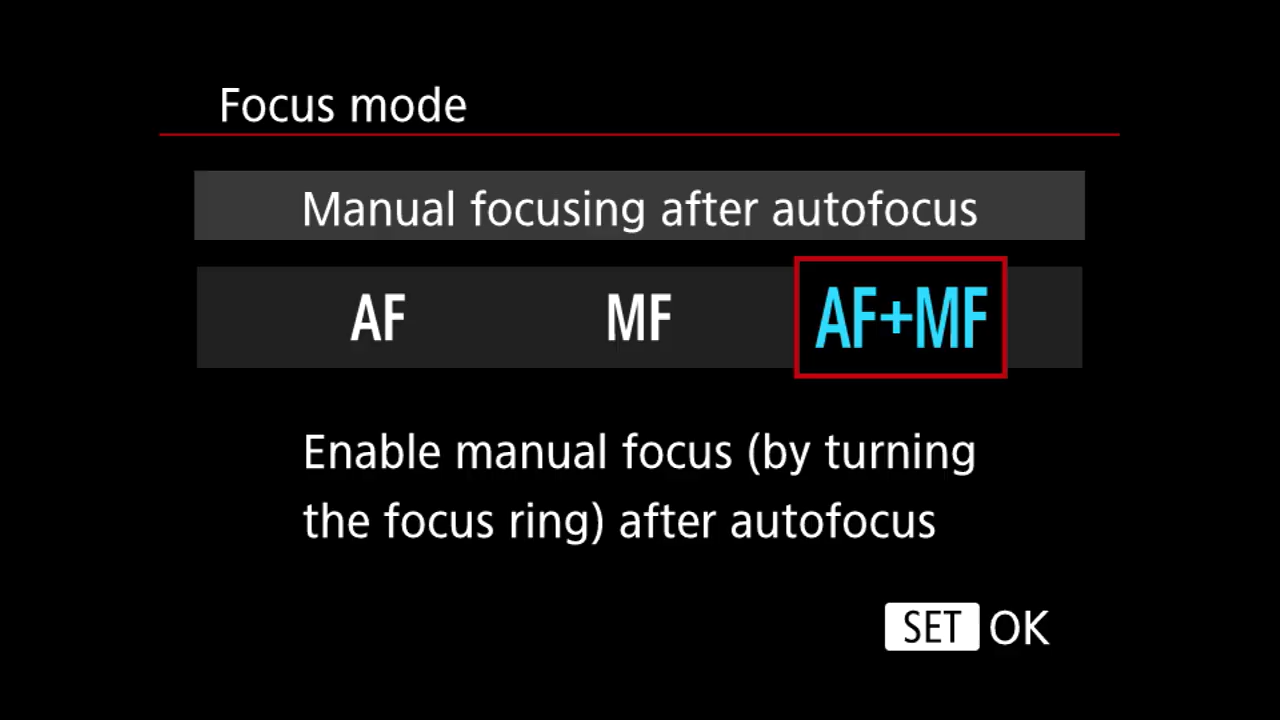 Focus mode
Manual focusing after autofocus
AF MF AF+MF
Enable manual focus (by turning
the focus ring) after autofocus
SET OK